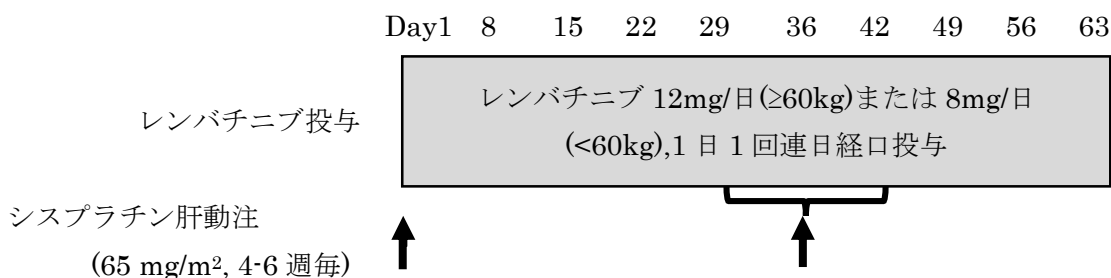 Day1 8 15 22 29 36 42 49 56 63
レンバチニブ投与
レンバチニブ 12mg/日(≥60kg)または 8mg/日
(<60kg),1 日 1 回連日経口投与
シスプラチン肝動注
(65 mg/m², 4-6 週毎)